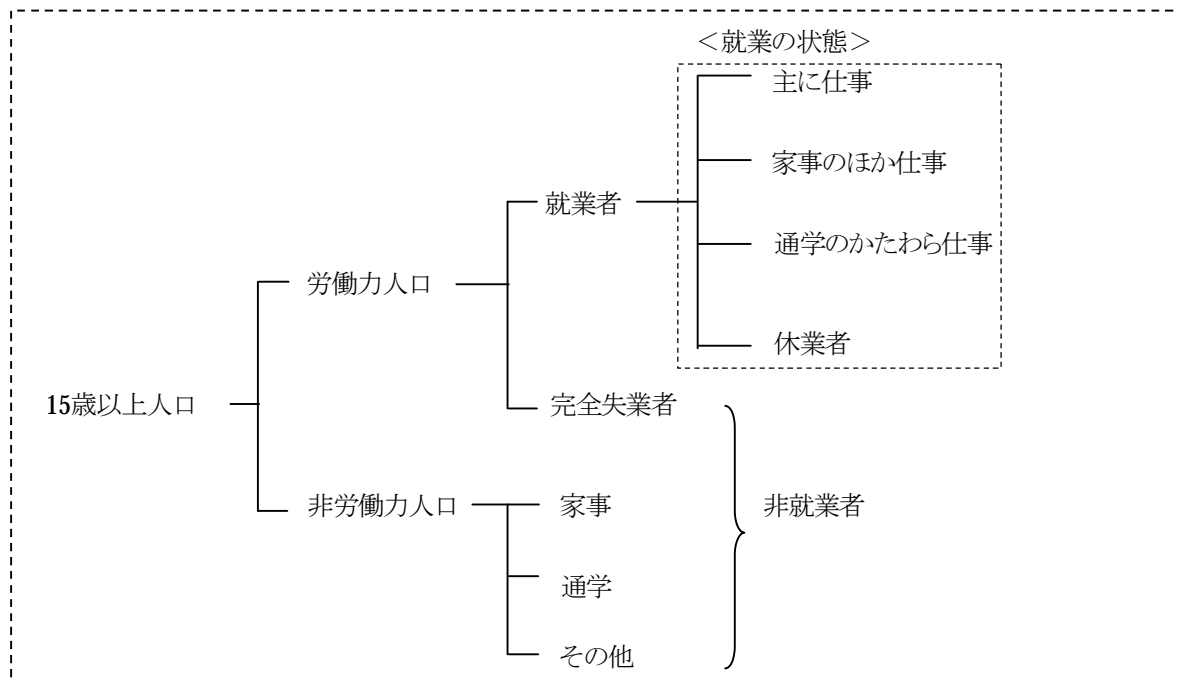 ＜就業の状態＞
主に仕事
家事のほか仕事
就業者
通学のかたわら仕事
労働力人口
休業者
15歳以上人口
完全失業者
非労働力人口
家事
非就業者
通学
その他